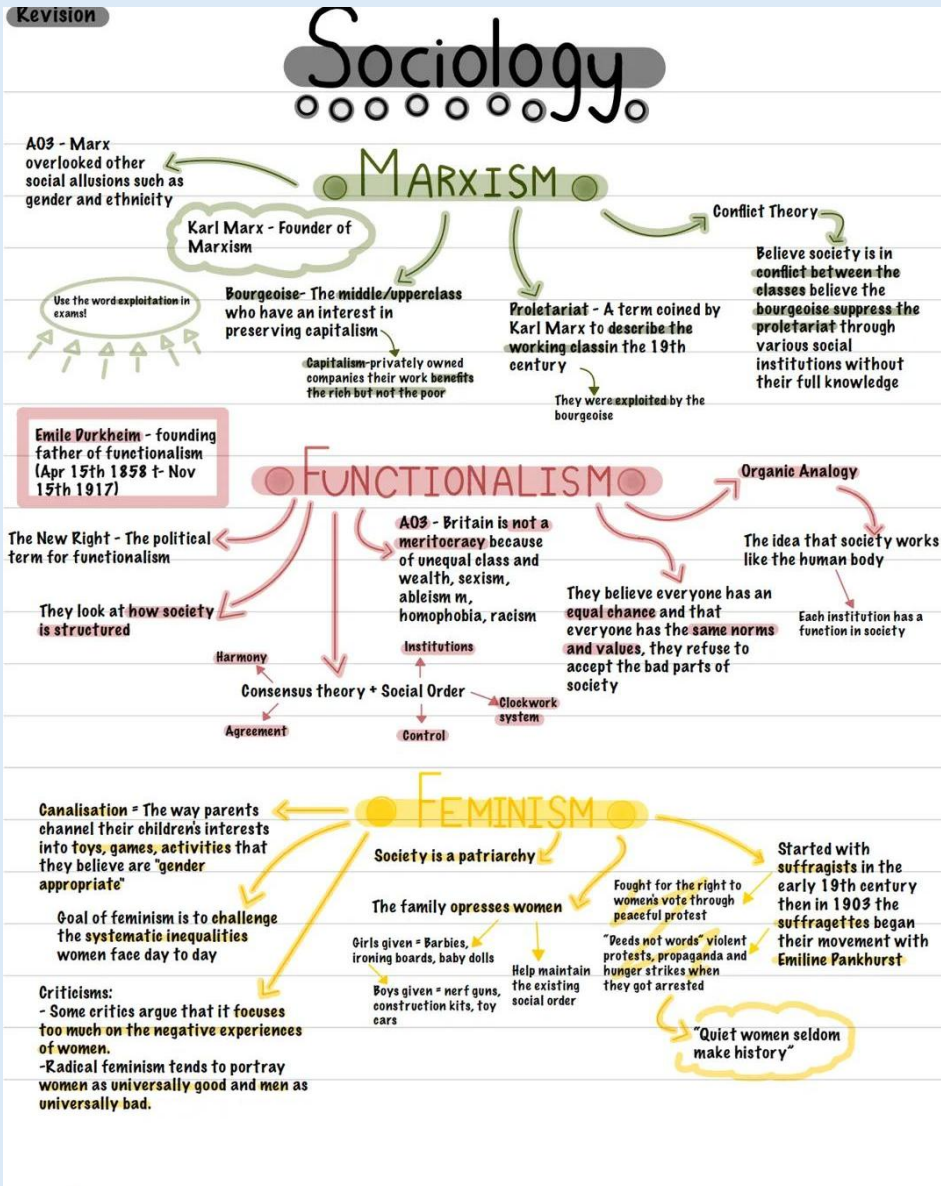 Revision
Sociology
AO3 - Marx
overlooked other
social allusions such as
gender and ethnicity
MARXISM
Karl Marx - Founder of
Marxism
Use the word exploitation in
exams!
Bourgeoise- The middle/upperclass
who have an interest in
preserving capitalism
Capitalism-privately owned
companies their work benefits
the rich but not the poor
Proletariat - A term coined by
Karl Marx to describe the
working classin the 19th
century
They were exploited by the
bourgeoise
Conflict Theory
Believe society is in
conflict between the
classes believe the
bourgeoise suppress the
proletariat through
various social
institutions without
their full knowledge
Emile Durkheim - founding
father of functionalism
(Apr 15th 1858 t- Nov
15th 1917)
FUNCTIONALISM
The New Right - The political
term for functionalism
They look at how society
is structured
AO3 - Britain is not a
meritocracy because
of unequal class and
wealth, sexism,
ableism m,
homophobia, racism
Consensus theory + Social Order
Harmony
Agreement
Institutions
Control
Clockwork
system
They believe everyone has an
equal chance and that
everyone has the same norms
and values, they refuse to
accept the bad parts of
society
Organic Analogy
The idea that society works
like the human body
Each institution has a
function in society
FEMINISM
Canalisation = The way parents
channel their children's interests
into toys, games, activities that
they believe are "gender
appropriate"
Goal of feminism is to challenge
the systematic inequalities
women face day to day
Criticisms:
- Some critics argue that it focuses
too much on the negative experiences
of women.
-Radical feminism tends to portray
women as universally good and men as
universally bad.
Society is a patriarchy
The family opresses women
Girls given = Barbies,
ironing boards, baby dolls
Boys given = nerf guns,
construction kits, toy
cars
Help maintain
the existing
social order
Started with
suffragists in the
early 19th century
then in 1903 the
suffragettes began
their movement with
Emiline Pankhurst
Fought for the right to
women's vote through
peaceful protest
"Deeds not words" violent
protests, propaganda and
hunger strikes when
they got arrested
"Quiet women seldom
make history"